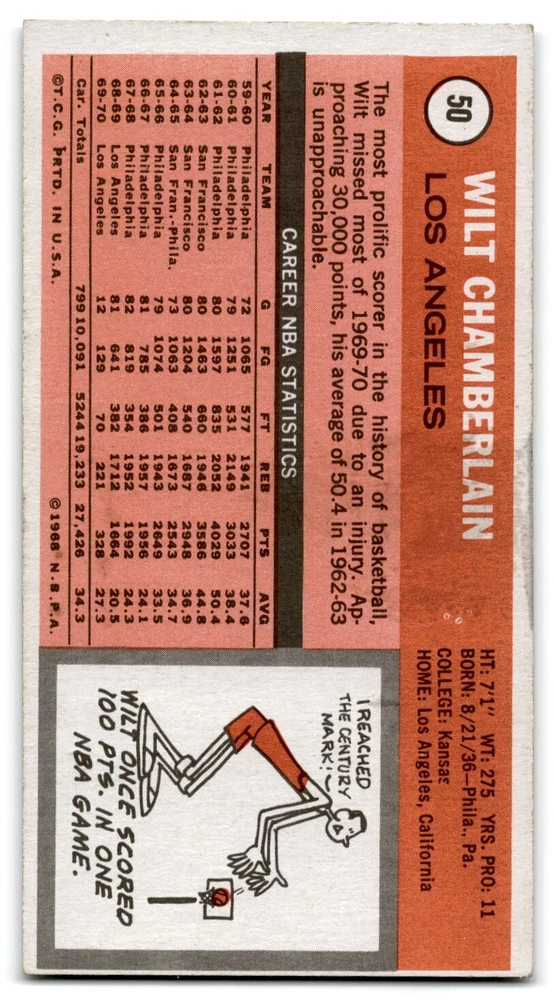 50
WILT CHAMBERLAIN
LOS ANGELES
HT: 7'1" WT: 275 YRS. PRO: 11
BORN: 8/21/36—Phila., Pa.
COLLEGE: Kansas
HOME: Los Angeles, California
The most prolific scorer in the history of basketball,
Wilt missed most of 1969-70 due to an injury. Ap-
proaching 30,000 points, his average of 50.4 in 1962-63
is unapproachable.
CAREER NBA STATISTICS
YEAR TEAM G FG FT REB PTS AVG
59-60 Philadelphia 72 1065 577 1941 2707 37.6
60-61 Philadelphia 79 1251 531 2149 3033 38.4
61-62 Philadelphia 80 1597 835 2052 4029 50.4
62-63 San Francisco 80 1463 660 1946 3586 44.8
63-64 San Francisco 80 1204 540 1687 2948 36.9
64-65 San Fran.-Phila. 73 1063 408 1673 2543 34.7
65-66 Philadelphia 79 1074 501 1943 2649 33.5
66-67 Philadelphia 81 785 386 1957 1956 24.1
67-68 Philadelphia 82 819 354 1952 1992 24.3
68-69 Los Angeles 81 641 382 1712 1664 20.5
69-70 Los Angeles 12 129 70 221 328 27.3
Car. Totals 799 10,091 5244 19,233 27,426 34.3
©T.C.G. PRTD. IN U.S.A. ©1968 N.B.P.A.
I REACHED
THE CENTURY
MARK!
WILT ONCE SCORED
100 PTS. IN ONE
NBA GAME.